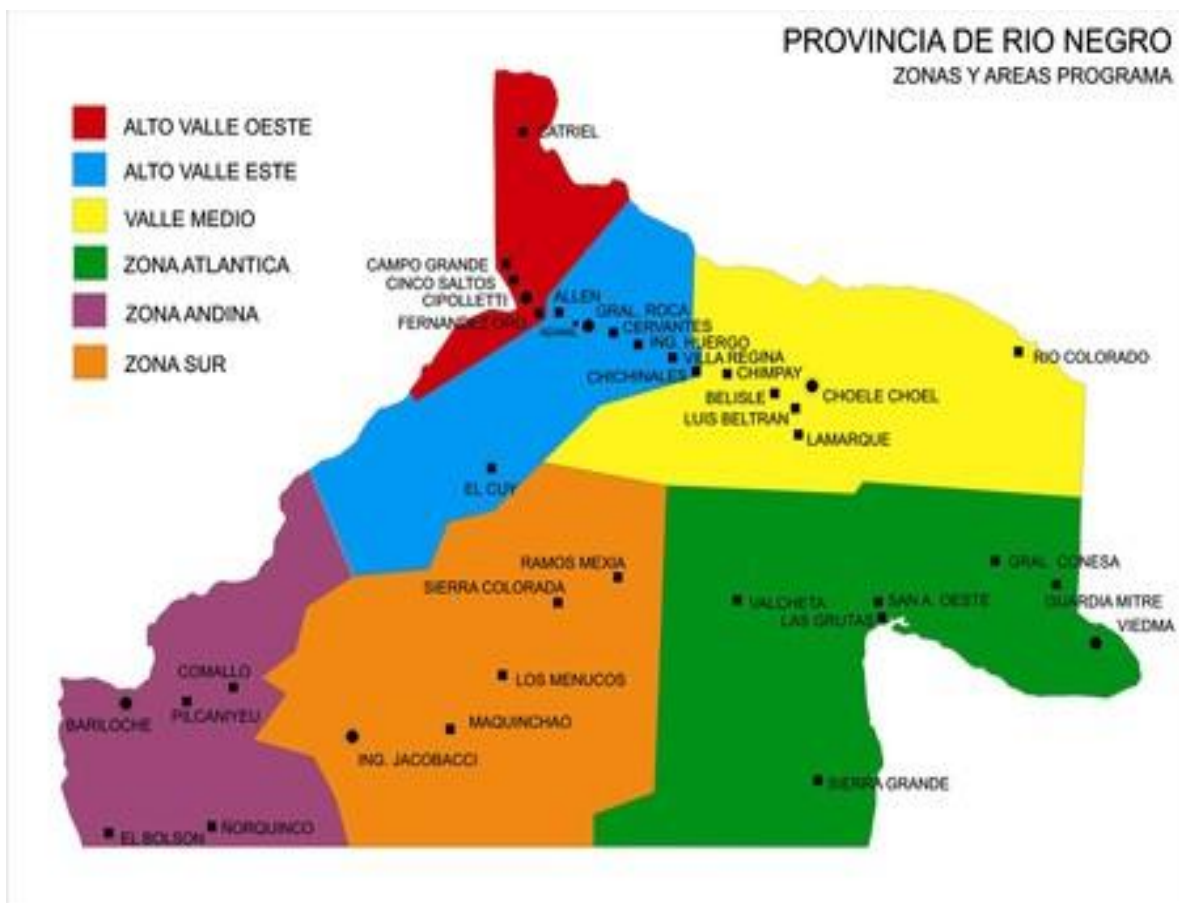 PROVINCIA DE RIO NEGRO
ZONAS Y AREAS PROGRAMA
ALTO VALLE OESTE
ALTO VALLE ESTE
VALLE MEDIO
ZONA ATLANTICA
ZONA ANDINA
ZONA SUR
CATRIEL
CAMPO GRANDE
CINCO SALTOS
CIPOLLETTI
FERNANDEZ ORO
ALLEN
GRAL. ROCA
CERVANTES
ING. HUERGO
VILLA REGINA
CHICHINALES
CHIMPAY
BELISLE
CHOELE CHOEL
LUIS BELTRAN
LAMARQUE
RIO COLORADO
EL CUY
RAMOS MEXIA
SIERRA COLORADA
VALCHETA
SAN A. OESTE
LAS GRUTAS
GRAL. CONESA
GUARDIA MITRE
VIEDMA
COMALLO
PILCANIYEU
BARILOCHE
LOS MENUCOS
MAQUINCHAO
ING. JACOBACCI
SIERRA GRANDE
EL BOLSON
ÑORQUINCO